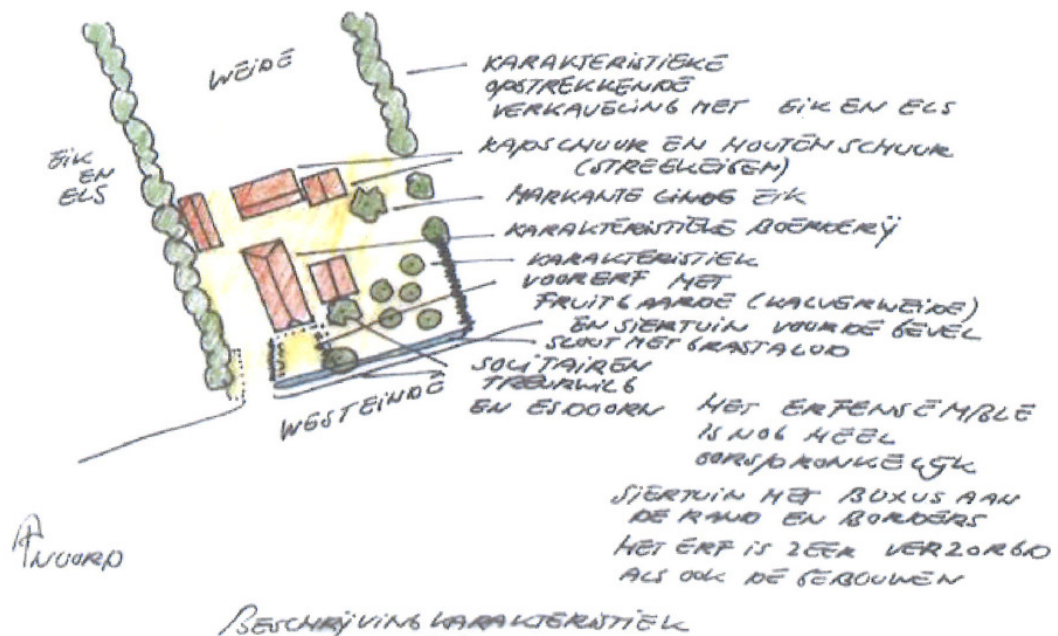 WEIDE
KARAKTERISTIEKE
OPSTREKKENDE
VERKAVELING MET EIK EN ELS
EIK
EN
ELS
KAPSCHUUR EN HOUTEN SCHUUR
(STREEKEIGEN)
MARKANTE LINDE EIK
KARAKTERISTIEKE BOERDERIJ
KARAKTERISTIEK
VOORERF MET
FRUITGAARDE (KALVERWEIDE)
EN SIERTUIN VOOR DE GEVEL
SLOOT MET GRASTALUD
SOLITAIREN
TREURWILG
EN ESDOORN
WESTEINDE
HET ERFENSEMBLE
IS NOG HEEL
OORSPRONKELIJK
SIERTUIN MET BUXUS AAN
DE RAND EN BORDERS
HET ERF IS ZEER VERZORGD
ALS OOK DE GEBOUWEN
NOORD
BESCHRIJVING KARAKTERISTIEK